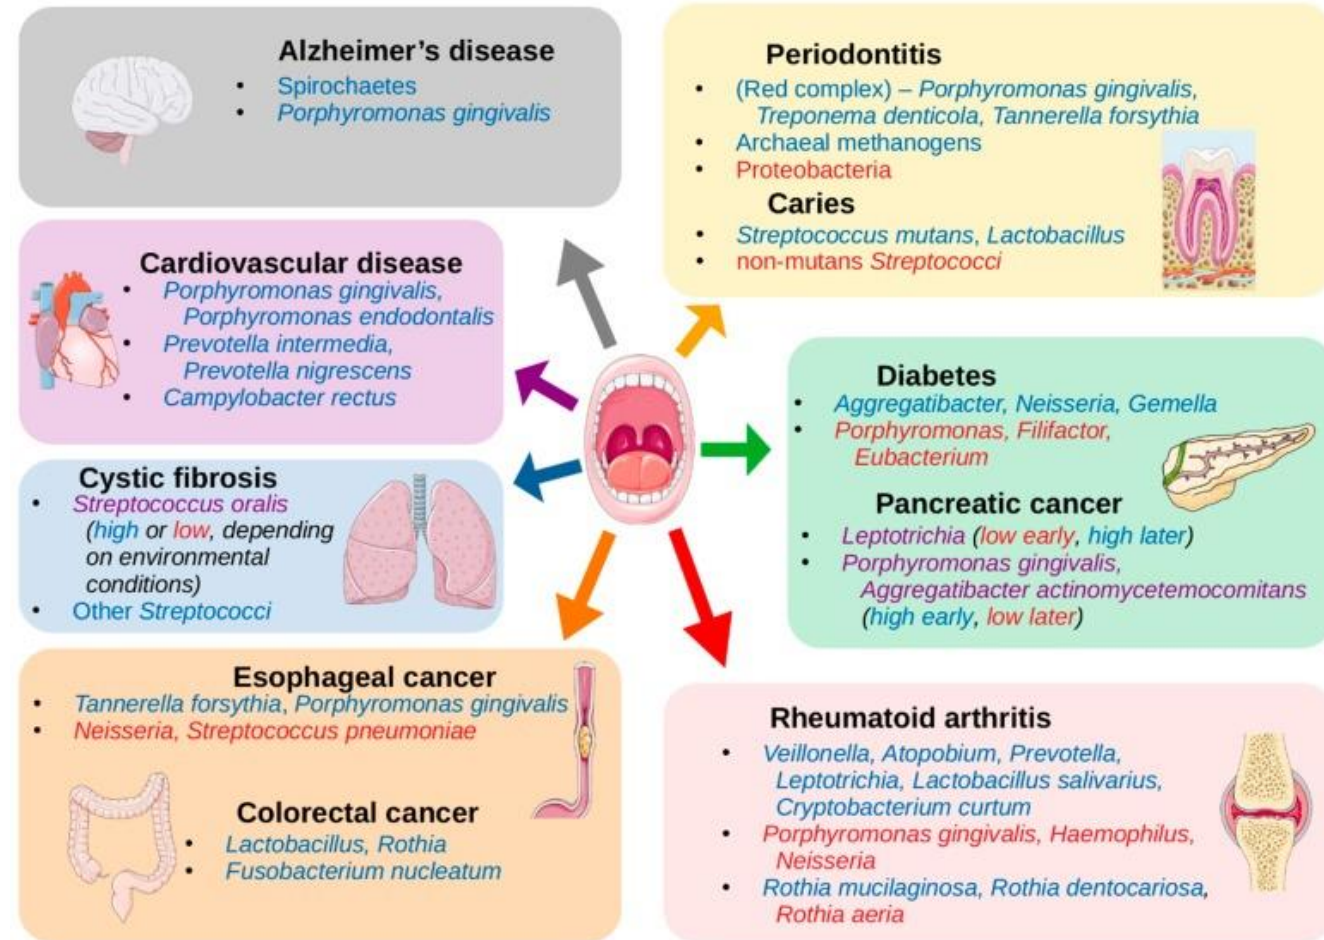 Alzheimer's disease
• Spirochaetes
• Porphyromonas gingivalis
Periodontitis
• (Red complex) – Porphyromonas gingivalis,
Treponema denticola, Tannerella forsythia
• Archaeal methanogens
• Proteobacteria
Caries
• Streptococcus mutans, Lactobacillus
• non-mutans Streptococci
Cardiovascular disease
• Porphyromonas gingivalis,
Porphyromonas endodontalis
• Prevotella intermedia,
Prevotella nigrescens
• Campylobacter rectus
Diabetes
• Aggregatibacter, Neisseria, Gemella
• Porphyromonas, Filifactor,
Eubacterium
Pancreatic cancer
• Leptotrichia (low early, high later)
• Porphyromonas gingivalis,
Aggregatibacter actinomycetemocomitans
(high early, low later)
Cystic fibrosis
• Streptococcus oralis
(high or low, depending
on environmental
conditions)
• Other Streptococci
Esophageal cancer
• Tannerella forsythia, Porphyromonas gingivalis
• Neisseria, Streptococcus pneumoniae
Colorectal cancer
• Lactobacillus, Rothia
• Fusobacterium nucleatum
Rheumatoid arthritis
• Veillonella, Atopobium, Prevotella,
Leptotrichia, Lactobacillus salivarius,
Cryptobacterium curtum
• Porphyromonas gingivalis, Haemophilus,
Neisseria
• Rothia mucilaginosa, Rothia dentocariosa,
Rothia aeria